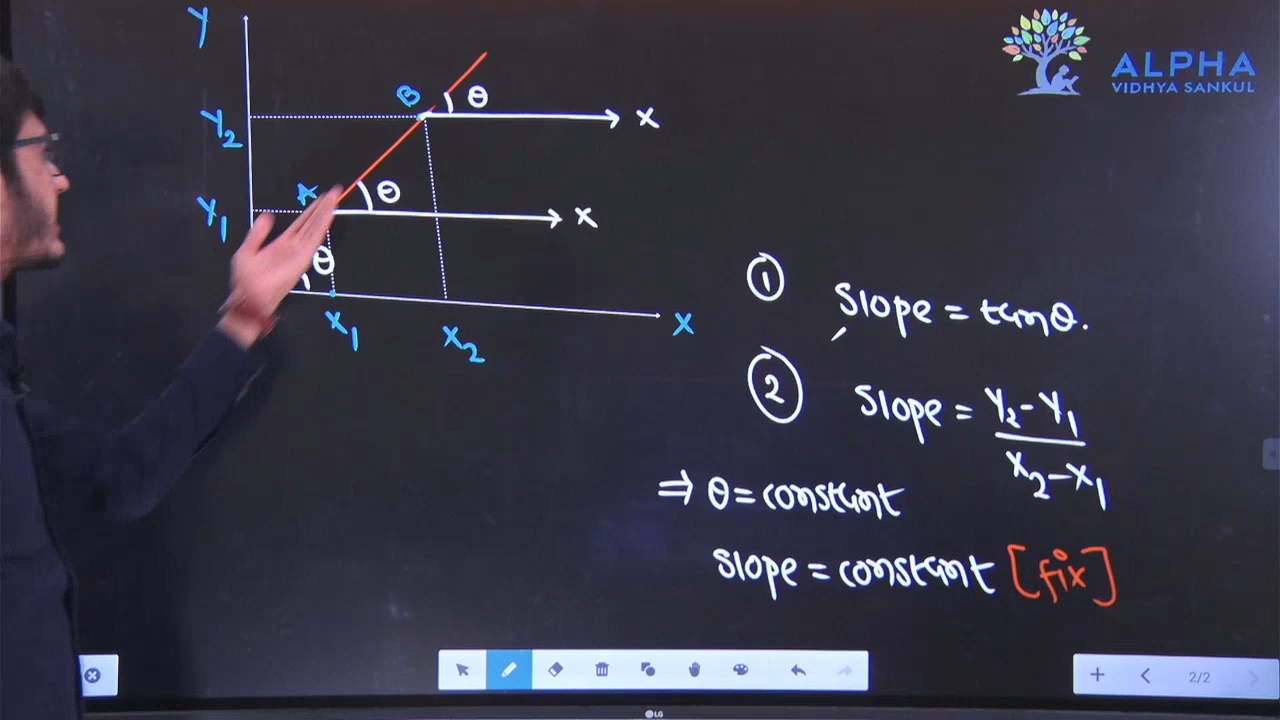 Y
ALPHA
VIDHYA SANKUL
B
θ
X
Y2
A
θ
X
Y1
θ
X1
X2
X
1 Slope = tanθ.
2 Slope = Y2-Y1 / X2-X1
⇒ θ = constant
Slope = constant [fix]
2/2
LG